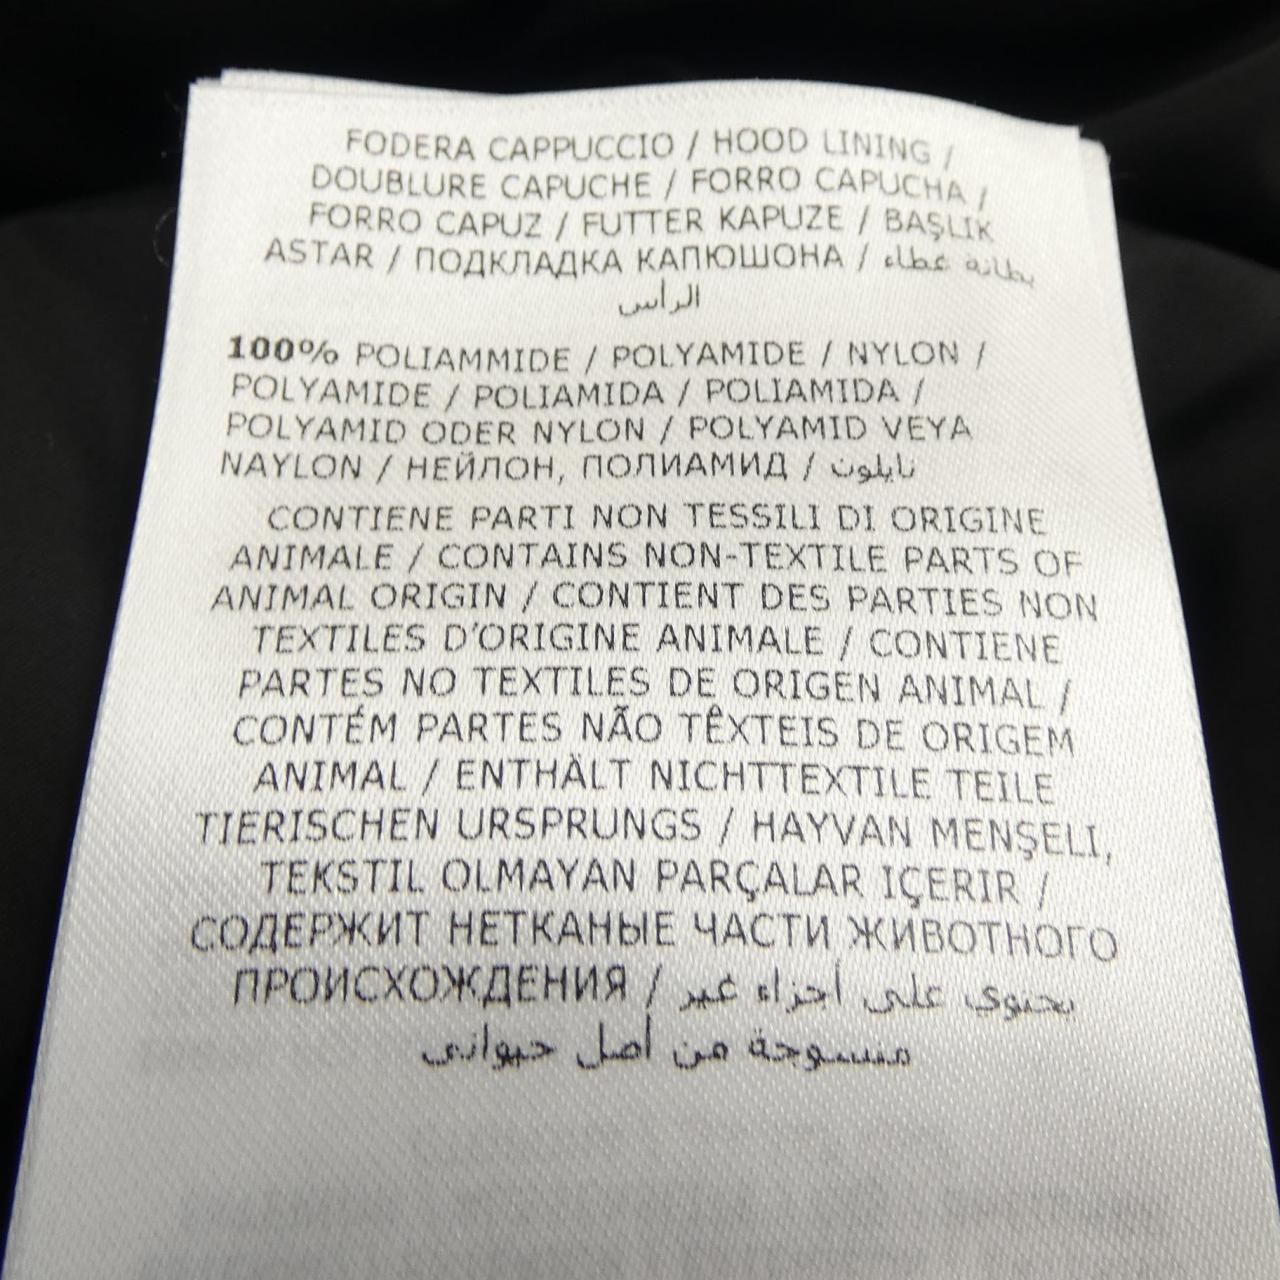 FODERA CAPPUCCIO / HOOD LINING /
DOUBLURE CAPUCHE / FORRO CAPUCHA /
FORRO CAPUZ / FUTTER KAPUZE / BAŞLIK
ASTAR / ПОДКЛАДКА КАПЮШОНА / بطانة غطاء
الرأس
100% POLIAMMIDE / POLYAMIDE / NYLON /
POLYAMIDE / POLIAMIDA / POLIAMIDA /
POLYAMID ODER NYLON / POLYAMID VEYA
NAYLON / НЕЙЛОН, ПОЛИАМИД / نايلون
CONTIENE PARTI NON TESSILI DI ORIGINE
ANIMALE / CONTAINS NON-TEXTILE PARTS OF
ANIMAL ORIGIN / CONTIENT DES PARTIES NON
TEXTILES D'ORIGINE ANIMALE / CONTIENE
PARTES NO TEXTILES DE ORIGEN ANIMAL /
CONTÉM PARTES NÃO TÊXTEIS DE ORIGEM
ANIMAL / ENTHÄLT NICHTTEXTILE TEILE
TIERISCHEN URSPRUNGS / HAYVAN MENŞELI,
TEKSTIL OLMAYAN PARÇALAR IÇERIR /
СОДЕРЖИТ НЕТКАНЫЕ ЧАСТИ ЖИВОТНОГО
ПРОИСХОЖДЕНИЯ / يحتوي على أجزاء غير
منسوجة من أصل حيواني